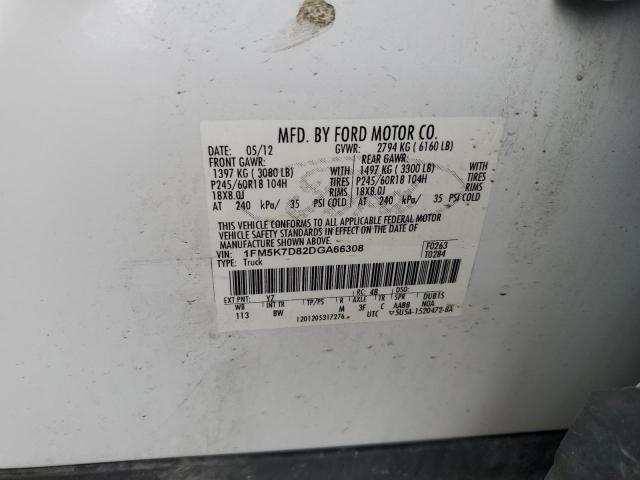 MFD. BY FORD MOTOR CO.
DATE: 05/12 GVWR: 2794 KG ( 6160 LB)
FRONT GAWR: REAR GAWR:
1397 KG ( 3080 LB) 1497 KG ( 3300 LB)
P245/60R18 104H TIRES P245/60R18 104H TIRES
18X8.0J RIMS 18X8.0J RIMS
AT 240 kPa/ 35 PSI COLD AT 240 kPa/ 35 PSI COLD
THIS VEHICLE CONFORMS TO ALL APPLICABLE FEDERAL MOTOR
VEHICLE SAFETY STANDARDS IN EFFECT ON THE DATE OF
MANUFACTURE SHOWN ABOVE.
VIN: 1FM5K7D82DGA66308 F0263
TYPE: Truck T0284
EXT PNT: YZ RC: 48 DSO:
WB INT TR TP/PS R AXLE TR SPR DUBTS
113 BW M 3F C AABB N0A
1201205317276 UTC 5U5A-1520472-BA